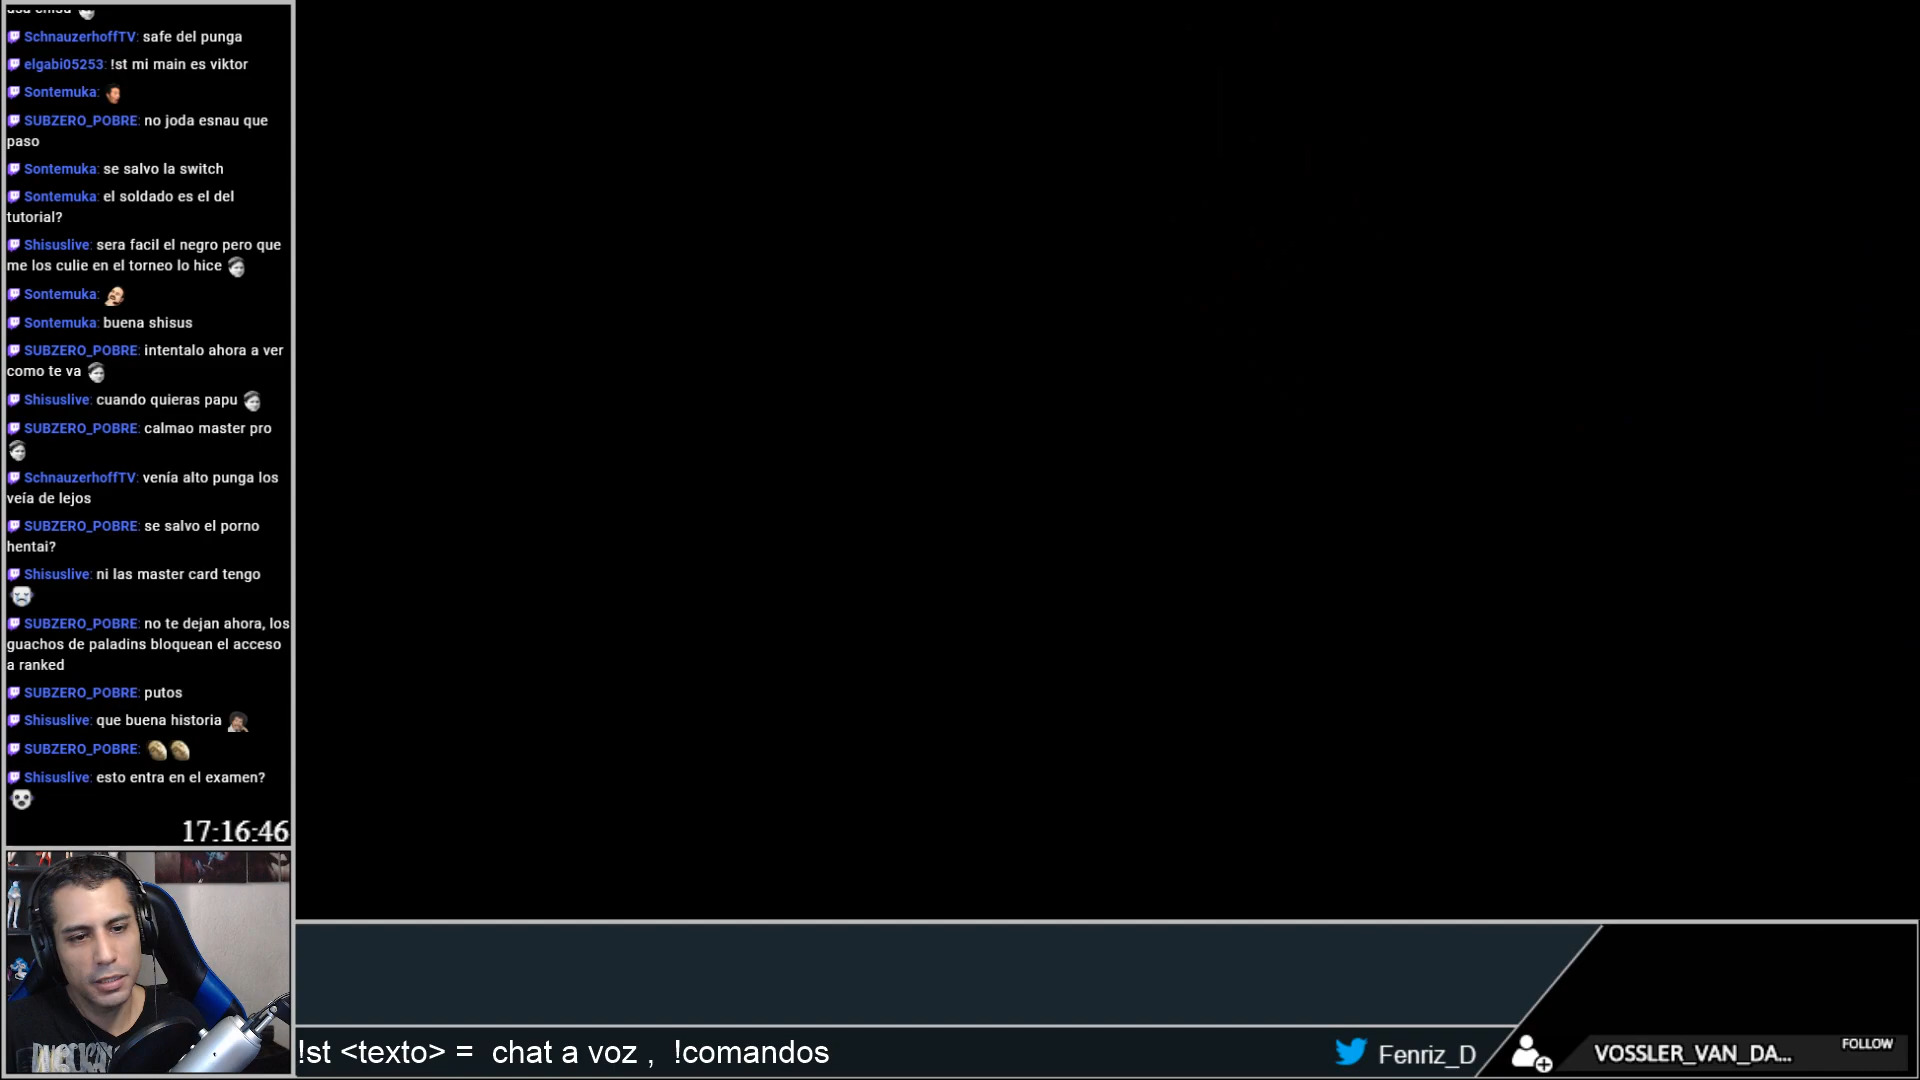 SchnauzerhoffTV: safe del punga
elgabi05253: !st mi main es viktor
Sontemuka:
SUBZERO_POBRE: no joda esnau que
paso
Sontemuka: se salvo la switch
Sontemuka: el soldado es el del
tutorial?
Shisuslive: sera facil el negro pero que
me los culie en el torneo lo hice
Sontemuka:
Sontemuka: buena shisus
SUBZERO_POBRE: intentalo ahora a ver
como te va
Shisuslive: cuando quieras papu
SUBZERO_POBRE: calmao master pro
SchnauzerhoffTV: venía alto punga los
veía de lejos
SUBZERO_POBRE: se salvo el porno
hentai?
Shisuslive: ni las master card tengo
SUBZERO_POBRE: no te dejan ahora, los
guachos de paladins bloquean el acceso
a ranked
SUBZERO_POBRE: putos
Shisuslive: que buena historia
SUBZERO_POBRE:
Shisuslive: esto entra en el examen?
17:16:46
!st <texto> = chat a voz , !comandos
Fenriz_D
VOSSLER_VAN_DA...
FOLLOW